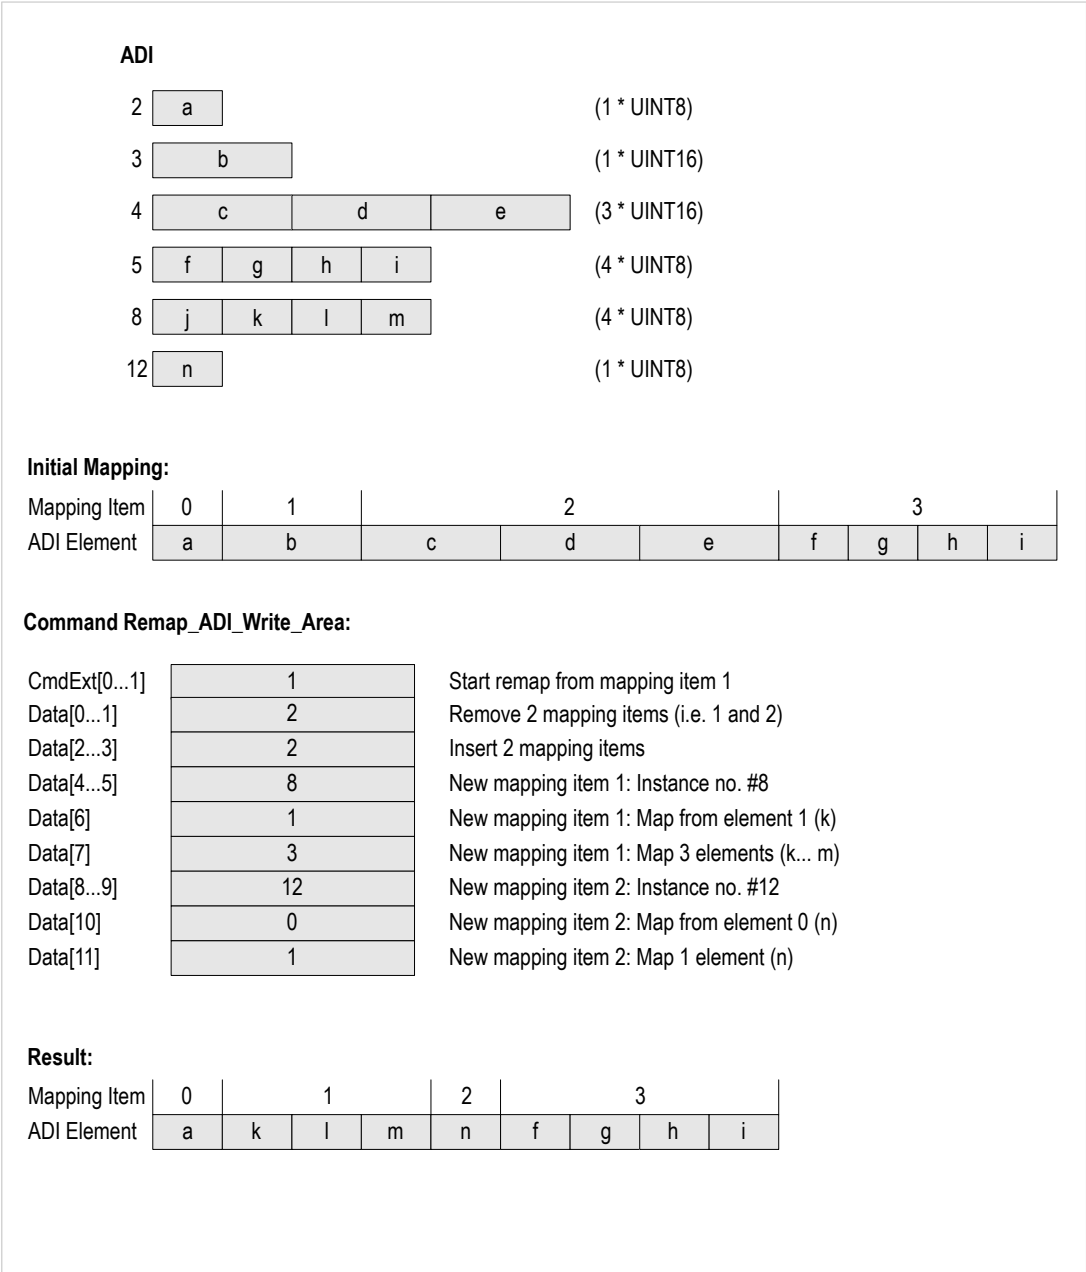 ADI
2 a (1 * UINT8)
3 b (1 * UINT16)
4 c d e (3 * UINT16)
5 f g h i (4 * UINT8)
8 j k l m (4 * UINT8)
12 n (1 * UINT8)
Initial Mapping:
Mapping Item 0 1 2 3
ADI Element a b c d e f g h i
Command Remap_ADI_Write_Area:
CmdExt[0...1] 1 Start remap from mapping item 1
Data[0...1] 2 Remove 2 mapping items (i.e. 1 and 2)
Data[2...3] 2 Insert 2 mapping items
Data[4...5] 8 New mapping item 1: Instance no. #8
Data[6] 1 New mapping item 1: Map from element 1 (k)
Data[7] 3 New mapping item 1: Map 3 elements (k... m)
Data[8...9] 12 New mapping item 2: Instance no. #12
Data[10] 0 New mapping item 2: Map from element 0 (n)
Data[11] 1 New mapping item 2: Map 1 element (n)
Result:
Mapping Item 0 1 2 3
ADI Element a k l m n f g h i